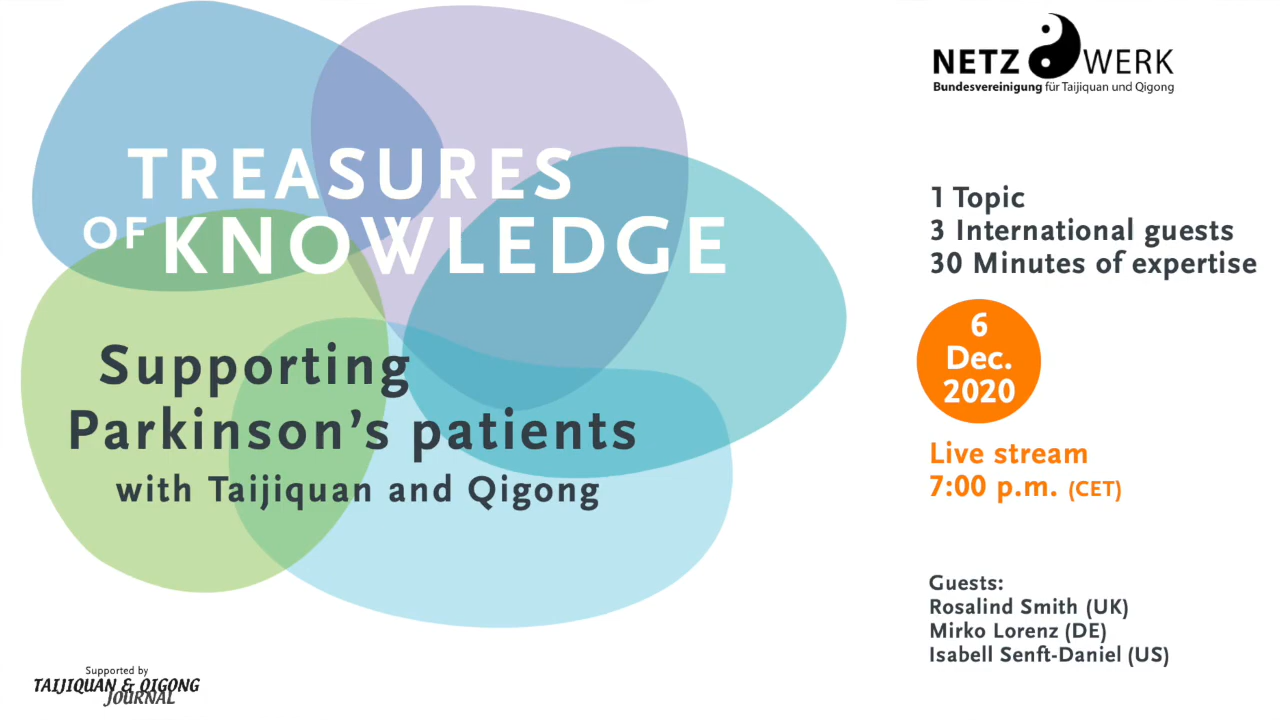 TREASURES
OF KNOWLEDGE
Supporting
Parkinson's patients
with Taijiquan and Qigong
Supported by
TAIJIQUAN & QIGONG
JOURNAL
NETZ WERK
Bundesvereinigung für Taijiquan und Qigong
1 Topic
3 International guests
30 Minutes of expertise
6
Dec.
2020
Live stream
7:00 p.m. (CET)
Guests:
Rosalind Smith (UK)
Mirko Lorenz (DE)
Isabell Senft-Daniel (US)